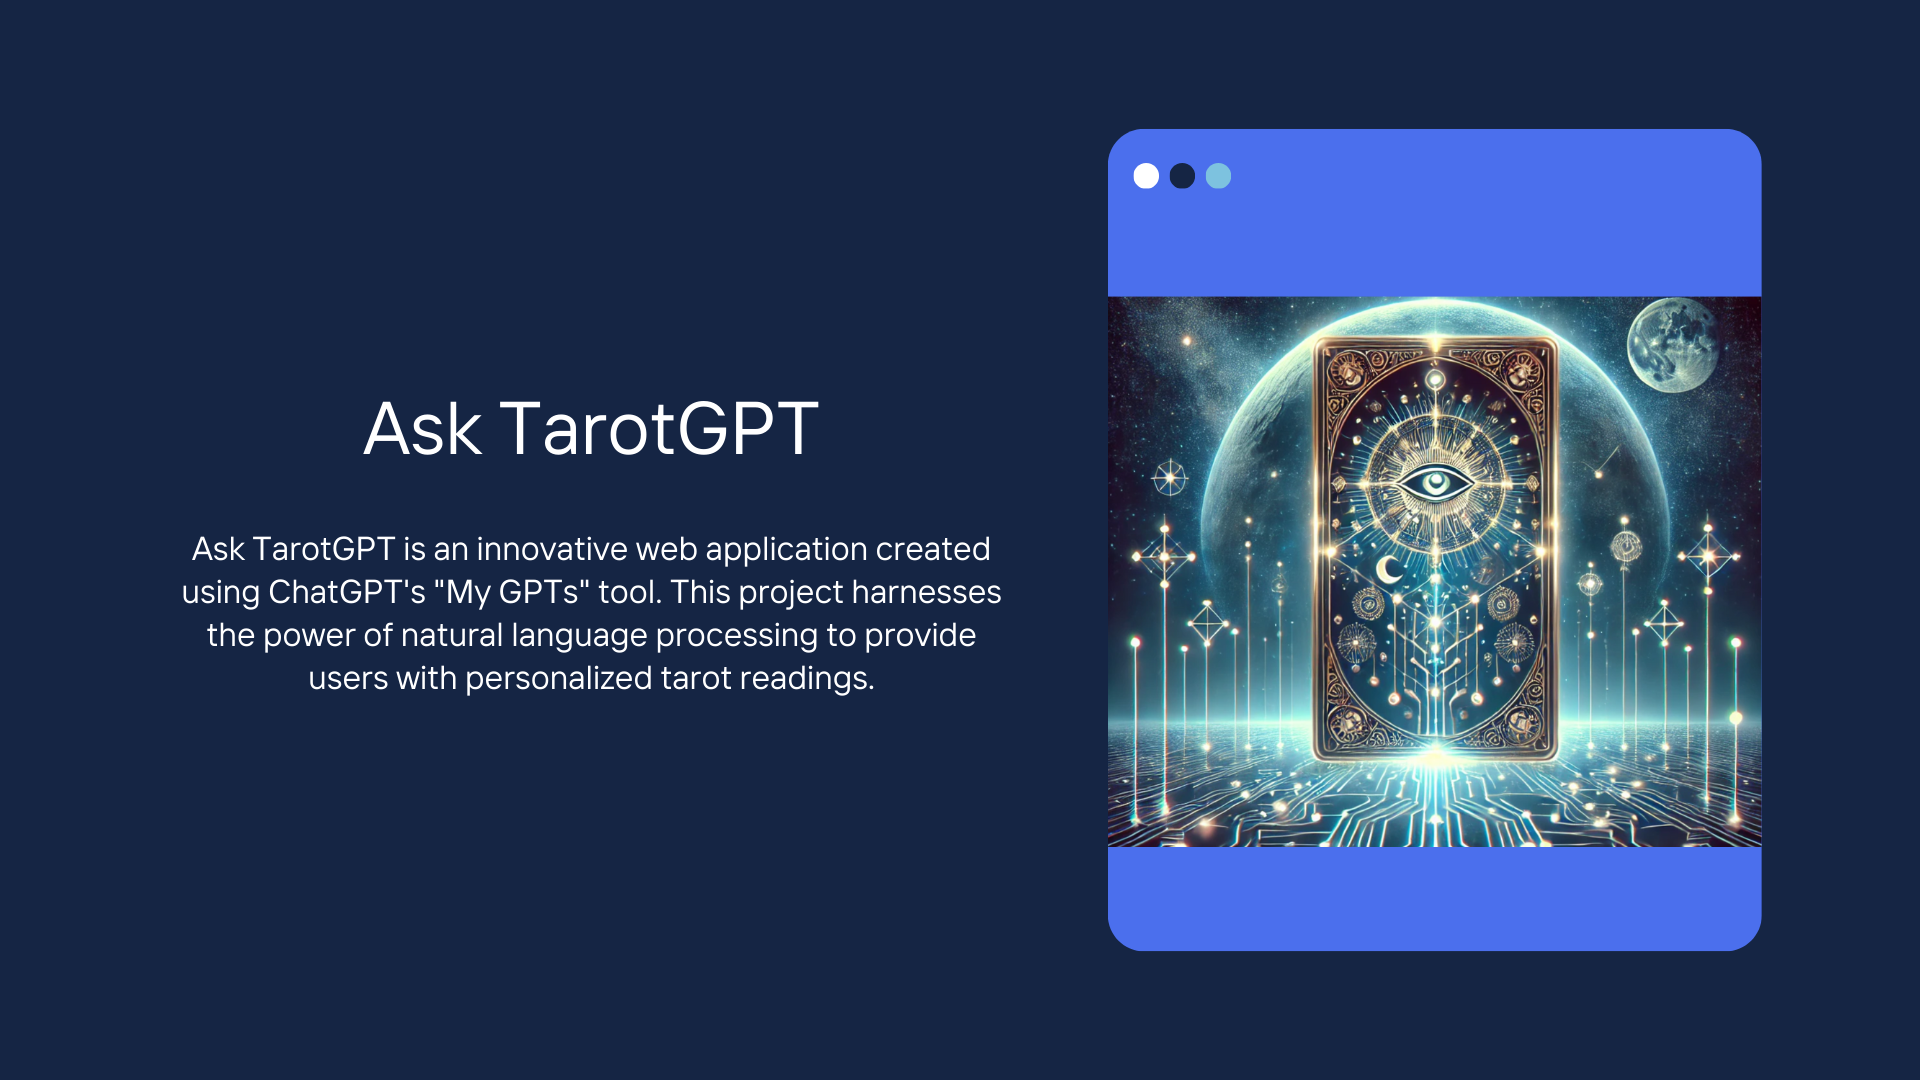 Ask TarotGPT
Ask TarotGPT is an innovative web application created
using ChatGPT's "My GPTs" tool. This project harnesses
the power of natural language processing to provide
users with personalized tarot readings.